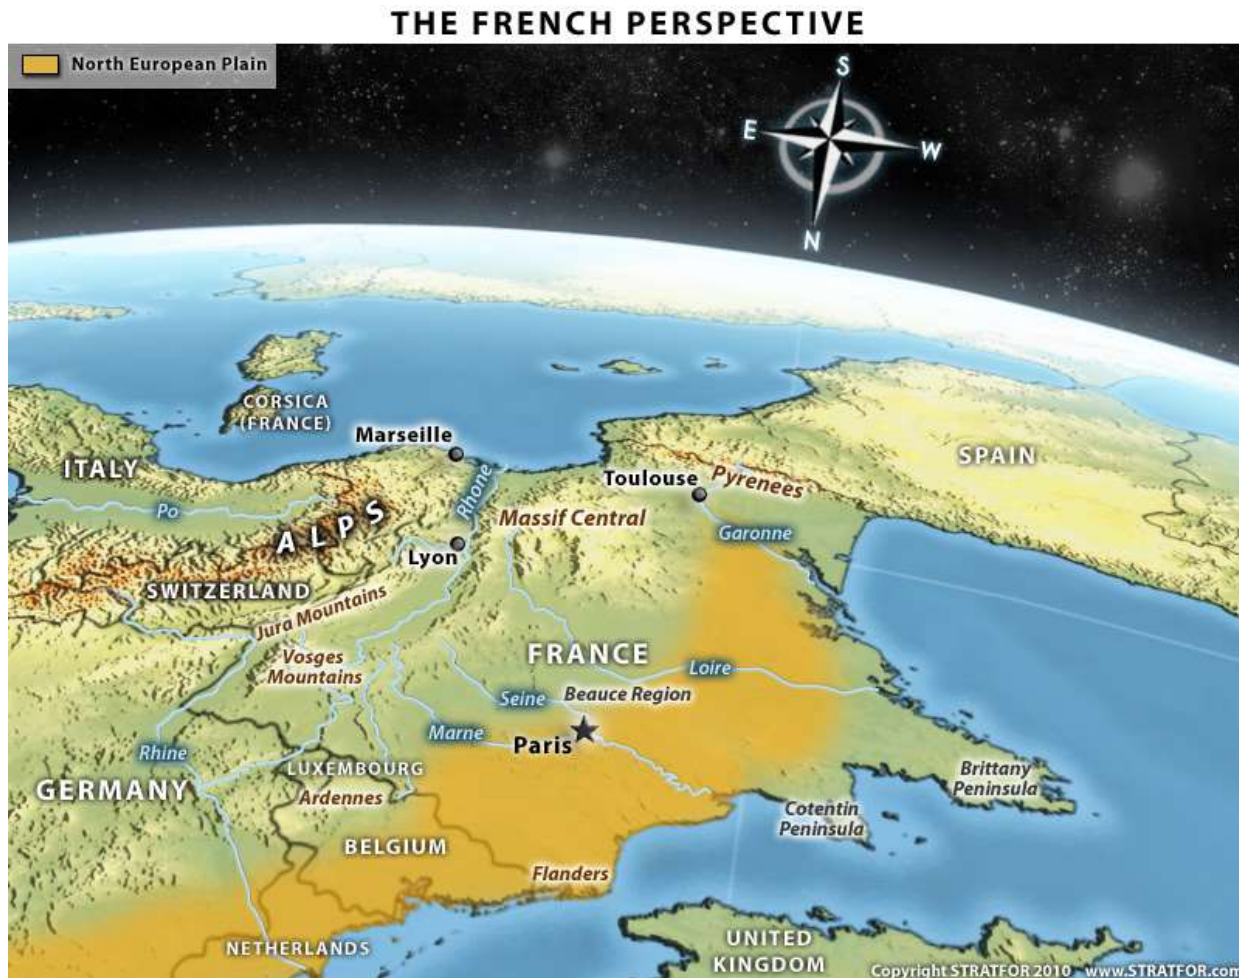 THE FRENCH PERSPECTIVE
North European Plain
S
E
W
N
CORSICA
(FRANCE)
Marseille
ITALY
SPAIN
Rhone
Toulouse
Pyrenees
Po
ALPS
Massif Central
Garonne
Lyon
SWITZERLAND
Jura Mountains
Vosges
Mountains
FRANCE
Loire
Seine
Beauce Region
Marne
Paris
Rhine
LUXEMBOURG
GERMANY
Ardennes
Brittany
Peninsula
Cotentin
Peninsula
BELGIUM
Flanders
NETHERLANDS
UNITED
KINGDOM
Copyright STRATFOR 2010 www.STRATFOR.com